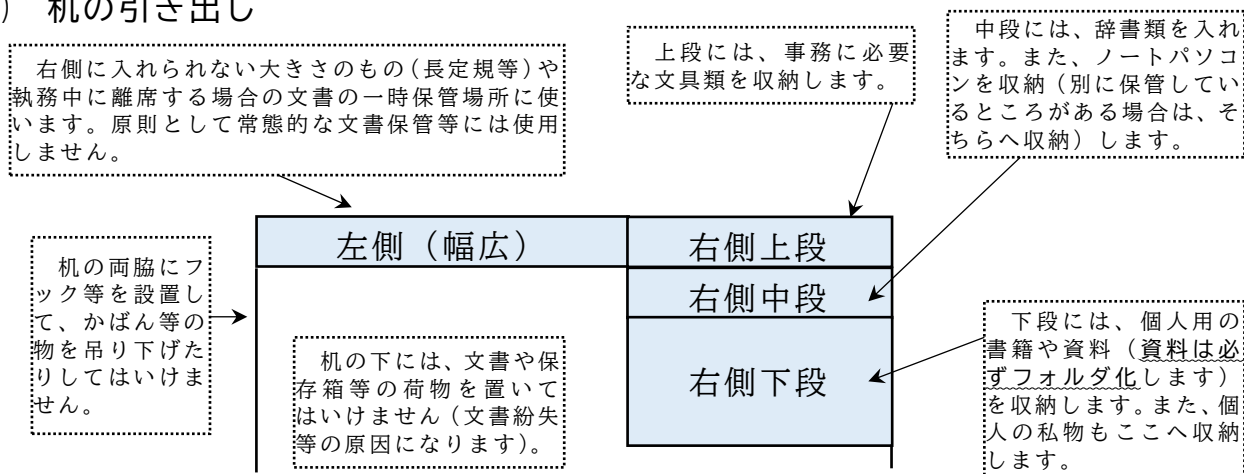 ） 机の引き出し
右側に入れられない大きさのもの（長定規等）や
執務中に離席する場合の文書の一時保管場所に使
います。原則として常態的な文書保管等には使用
しません。
上段には、事務に必要
な文具類を収納します。
中段には、辞書類を入れ
ます。また、ノートパソコ
ンを収納（別に保管してい
るところがある場合は、そ
ちらへ収納）します。
左側（幅広）
右側上段
右側中段
右側下段
机の両脇にフ
ック等を設置し
て、かばん等の
物を吊り下げた
りしてはいけま
せん。
机の下には、文書や保
存箱等の荷物を置いて
はいけません（文書紛失
等の原因になります）。
下段には、個人用の
書籍や資料（資料は必
ずフォルダ化します）
を収納します。また、個
人の私物もここへ収納
します。